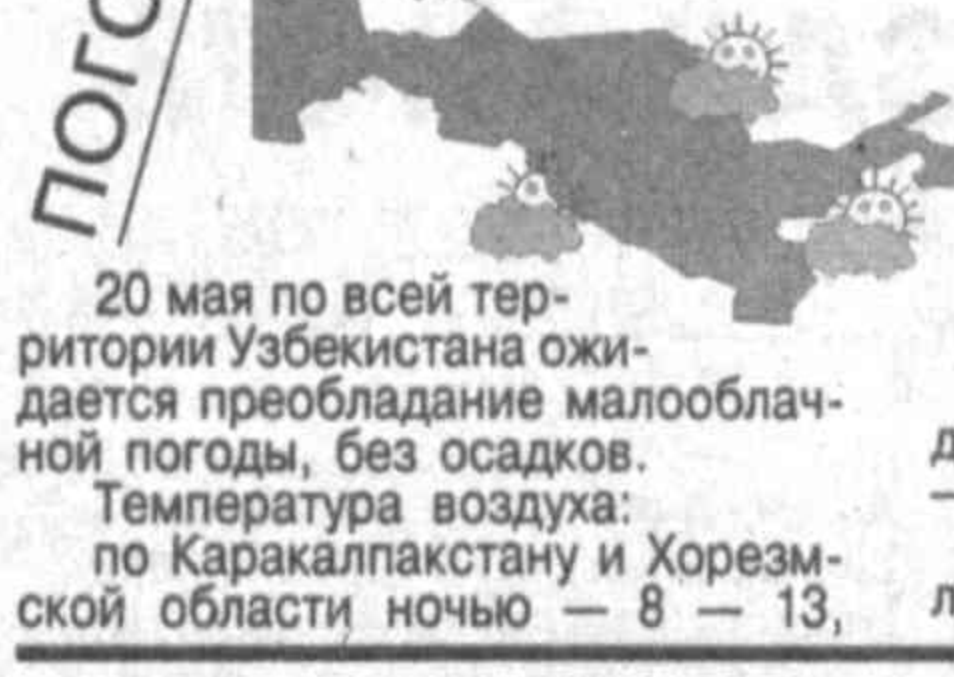 ПОГО
20 мая по всей тер-
ритории Узбекистана ожи-
дается преобладание малооблач-
ной погоды, без осадков.
Температура воздуха:
по Каракалпакстану и Хорезм-
ской области ночью — 8 — 13,